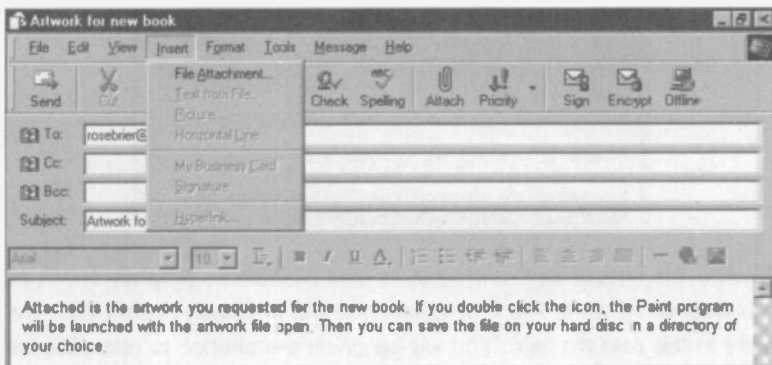 Artwork for new book
File Edit View Insert Format Tools Message Help
File Attachment...
Text from File...
Picture...
Horizontal Line
My Business Card
Signature
Hyperlink...
Send Cut Check Spelling Attach Priority Sign Encrypt Offline
To: rosebrier@
Cc:
Bcc:
Subject: Artwork fo
Arial 10
Attached is the artwork you requested for the new book. If you double click the icon, the Paint program
will be launched with the artwork file open. Then you can save the file on your hard disc in a directory of
your choice.